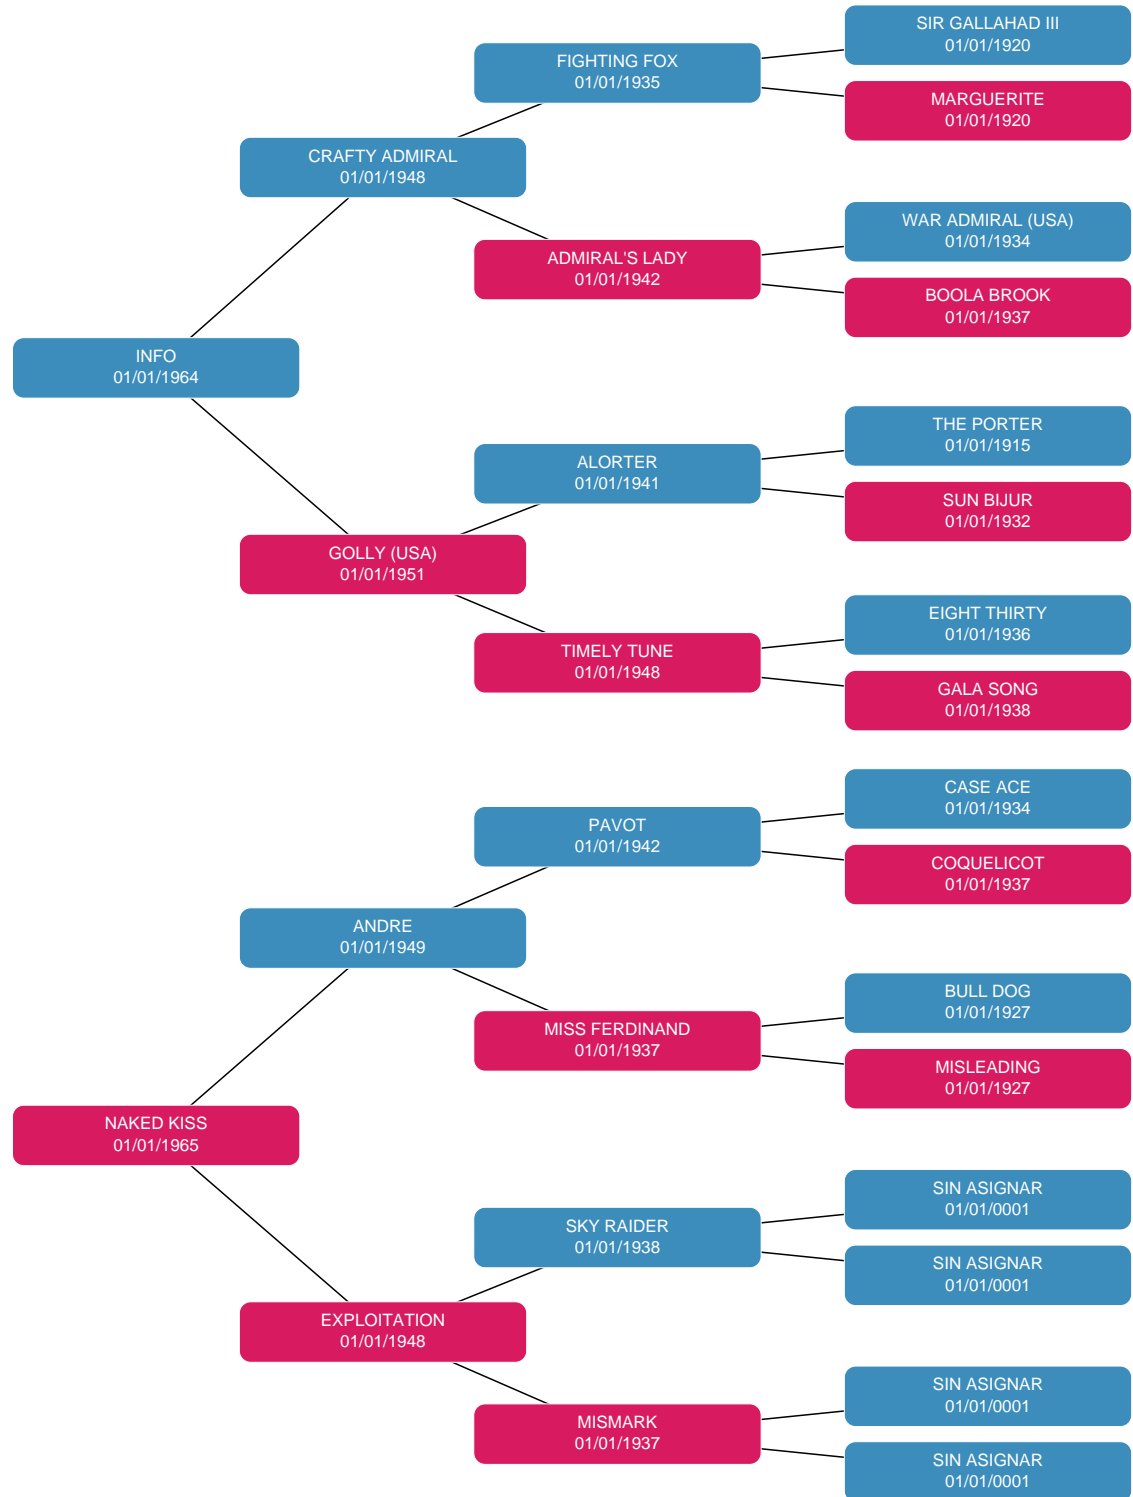 SIR GALLAHAD III
01/01/1920
FIGHTING FOX
01/01/1935
MARGUERITE
01/01/1920
CRAFTY ADMIRAL
01/01/1948
WAR ADMIRAL (USA)
01/01/1934
ADMIRAL'S LADY
01/01/1942
BOOLA BROOK
01/01/1937
INFO
01/01/1964
THE PORTER
01/01/1915
ALORTER
01/01/1941
SUN BIJUR
01/01/1932
GOLLY (USA)
01/01/1951
EIGHT THIRTY
01/01/1936
TIMELY TUNE
01/01/1948
GALA SONG
01/01/1938
CASE ACE
01/01/1934
PAVOT
01/01/1942
COQUELICOT
01/01/1937
ANDRE
01/01/1949
BULL DOG
01/01/1927
MISS FERDINAND
01/01/1937
MISLEADING
01/01/1927
NAKED KISS
01/01/1965
SIN ASIGNAR
01/01/0001
SKY RAIDER
01/01/1938
SIN ASIGNAR
01/01/0001
EXPLOITATION
01/01/1948
SIN ASIGNAR
01/01/0001
MISMARK
01/01/1937
SIN ASIGNAR
01/01/0001